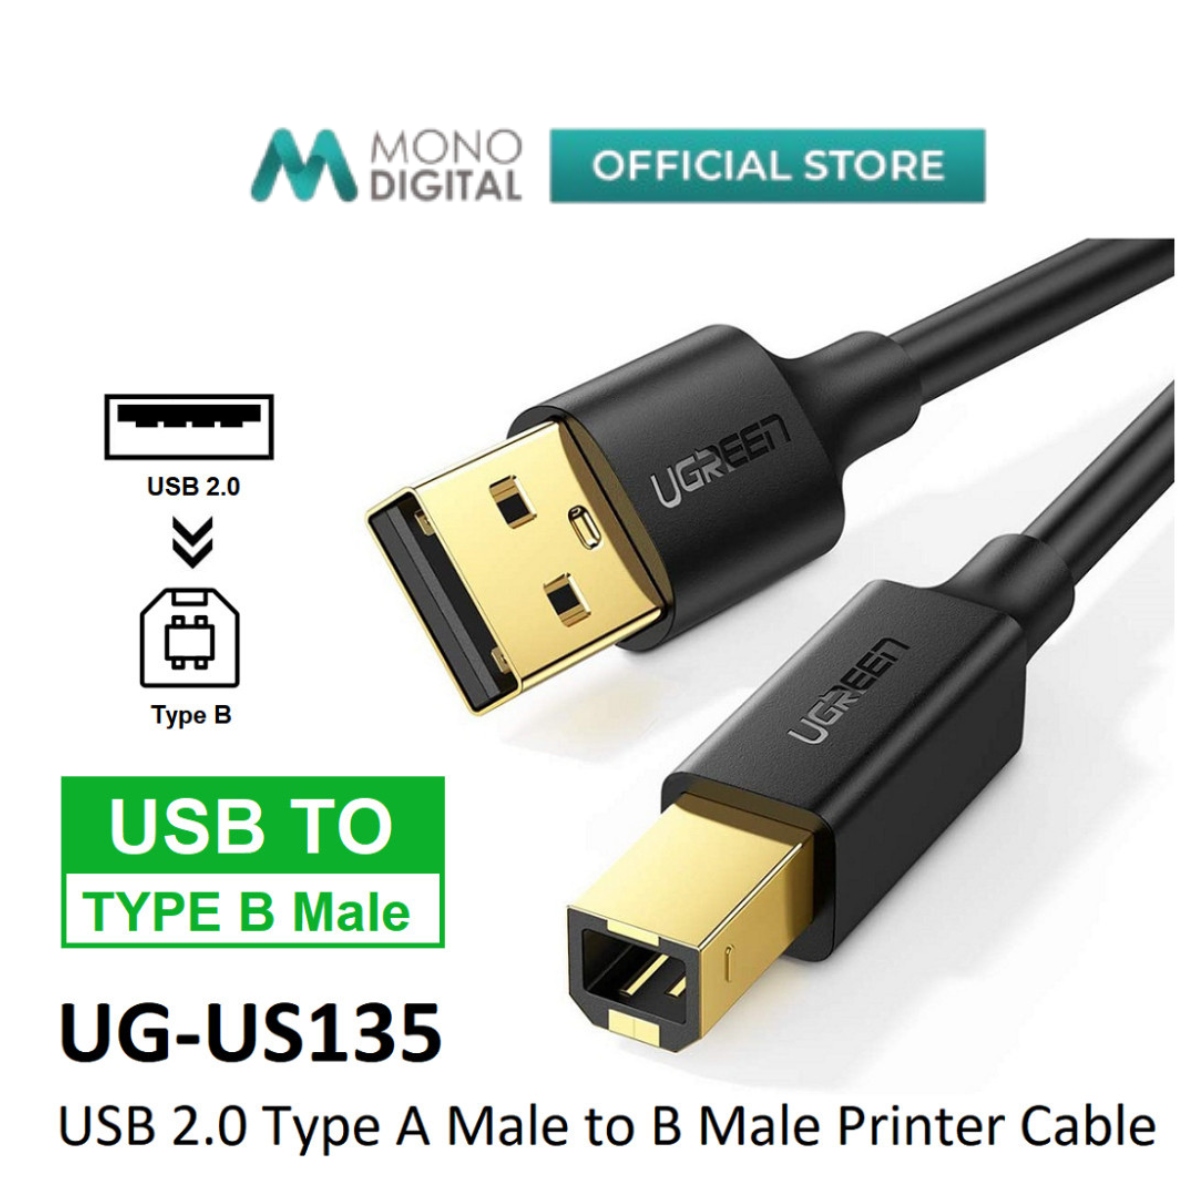 MONO
DIGITAL
OFFICIAL STORE
UGREEN
USB 2.0
UGREEN
Type B
USB TO
TYPE B Male
UG-US135
USB 2.0 Type A Male to B Male Printer Cable